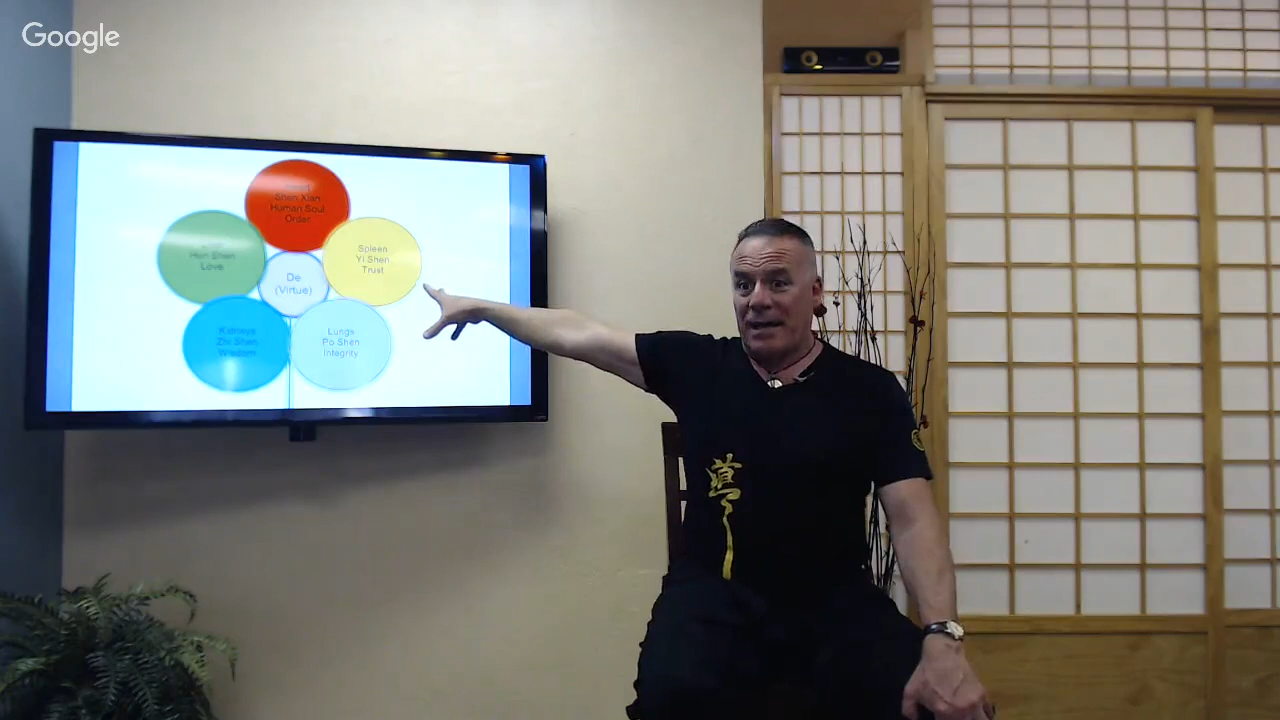 Google
Shen Xian
Human Soul
Order
Hun Shen
Love
Spleen
Yi Shen
Trust
De
(Virtue)
Kidneys
Zhi Shen
Wisdom
Lungs
Po Shen
Integrity
道